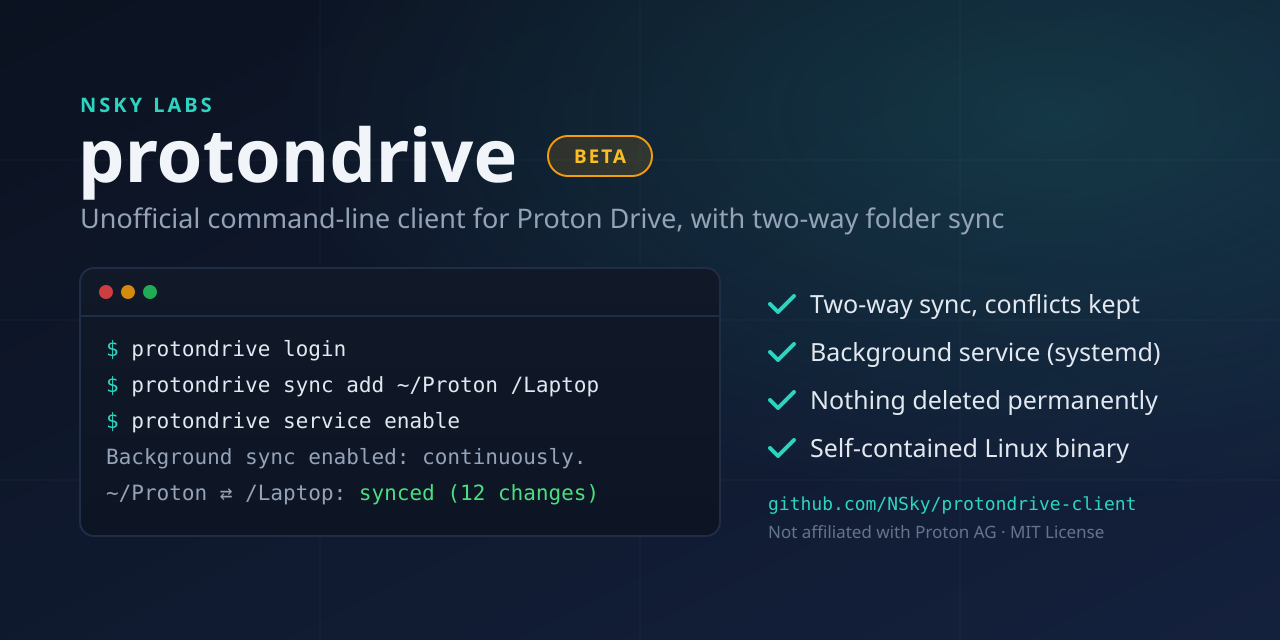 NSKY LABS
protondrive BETA
Unofficial command-line client for Proton Drive, with two-way folder sync
$ protondrive login
$ protondrive sync add ~/Proton /Laptop
$ protondrive service enable
Background sync enabled: continuously.
~/Proton ⇄ /Laptop: synced (12 changes)
Two-way sync, conflicts kept
Background service (systemd)
Nothing deleted permanently
Self-contained Linux binary
github.com/NSky/protondrive-client
Not affiliated with Proton AG · MIT License